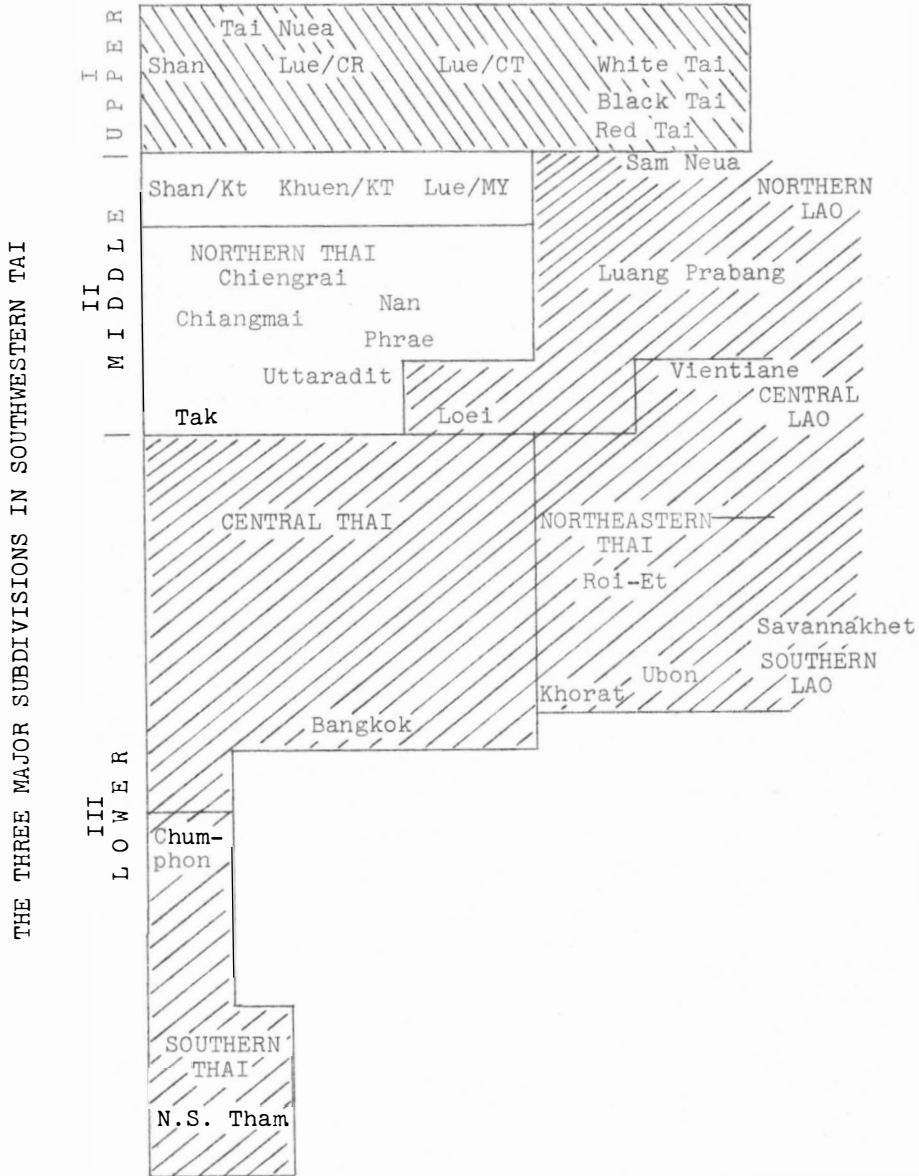 THE THREE MAJOR SUBDIVISIONS IN SOUTHWESTERN TAI
I
UPPER
Tai Nuea
Shan Lue/CR Lue/CT White Tai
Black Tai
Red Tai
II
MIDDLE
Shan/Kt Khuen/KT Lue/MY
Sam Neua
NORTHERN
LAO
NORTHERN THAI
Chiengrai
Luang Prabang
Nan
Chiangmai
Phrae
Uttaradit
Vientiane
CENTRAL
LAO
Tak
Loei
III
LOWER
CENTRAL THAI
NORTHEASTERN
THAI
Roi-Et
Savannakhet
SOUTHERN
LAO
Ubon
Khorat
Bangkok
Chum-
phon
SOUTHERN
THAI
N.S. Tham